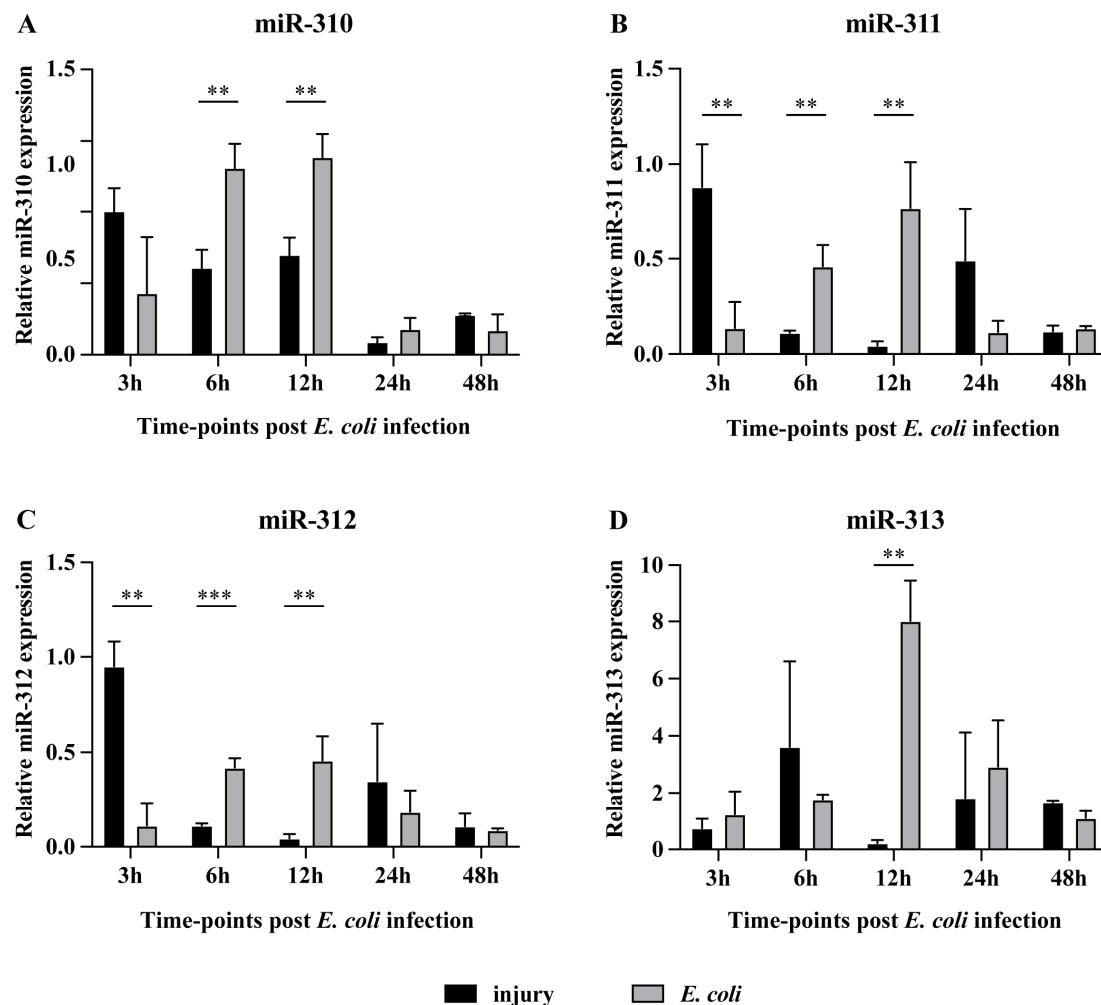 A
miR-310
Relative miR-310 expression
1.5
1.0
0.5
0.0
**
**
3h 6h 12h 24h 48h
Time-points post E. coli infection
B
miR-311
Relative miR-311 expression
1.5
1.0
0.5
0.0
**
**
**
3h 6h 12h 24h 48h
Time-points post E. coli infection
C
miR-312
Relative miR-312 expression
1.5
1.0
0.5
0.0
**
***
**
3h 6h 12h 24h 48h
Time-points post E. coli infection
D
miR-313
Relative miR-313 expression
10
8
6
4
2
0
**
3h 6h 12h 24h 48h
Time-points post E. coli infection
injury E. coli